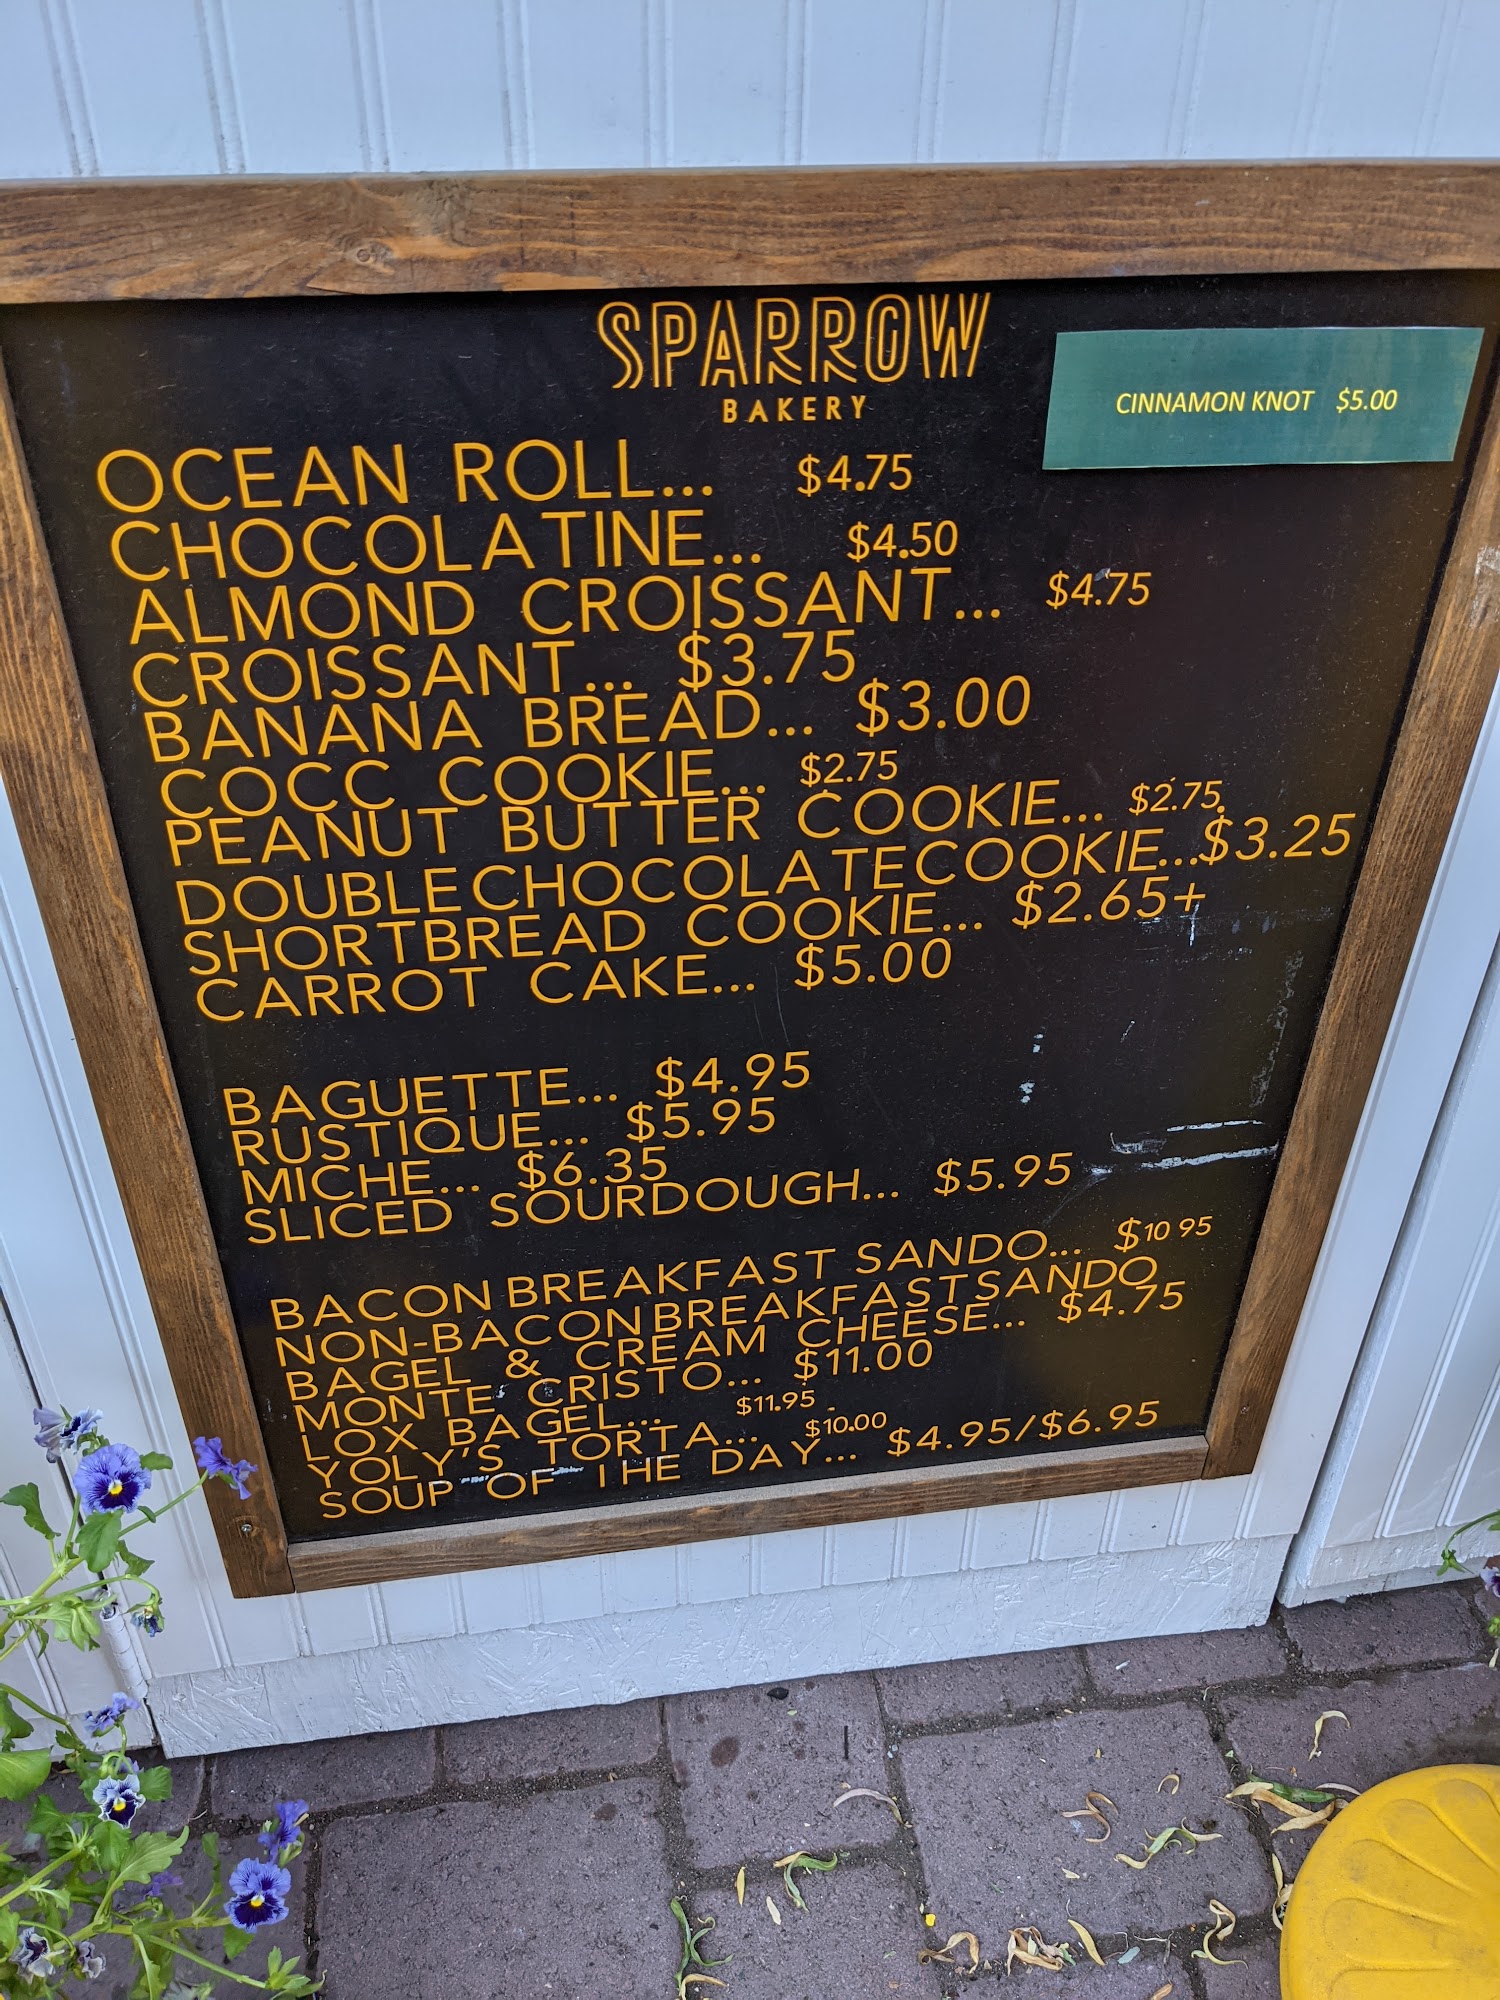 SPARROW
BAKERY
CINNAMON KNOT $5.00
OCEAN ROLL... $4.75
CHOCOLATINE... $4.50
ALMOND CROISSANT... $4.75
CROISSANT... $3.75
BANANA BREAD... $3.00
COCC COOKIE... $2.75
PEANUT BUTTER COOKIE... $2.75
DOUBLE CHOCOLATE COOKIE...$3.25
SHORTBREAD COOKIE... $2.65+
CARROT CAKE... $5.00
BAGUETTE... $4.95
RUSTIQUE... $5.95
MICHE... $6.35
SLICED SOURDOUGH... $5.95
BACON BREAKFAST SANDO... $10 95
NON-BACON BREAKFAST SANDO
BAGEL & CREAM CHEESE... $4.75
MONTE CRISTO... $11.00
LOX BAGEL... $11.95
YOLY'S TORTA... $10.00
SOUP OF THE DAY... $4.95/$6.95